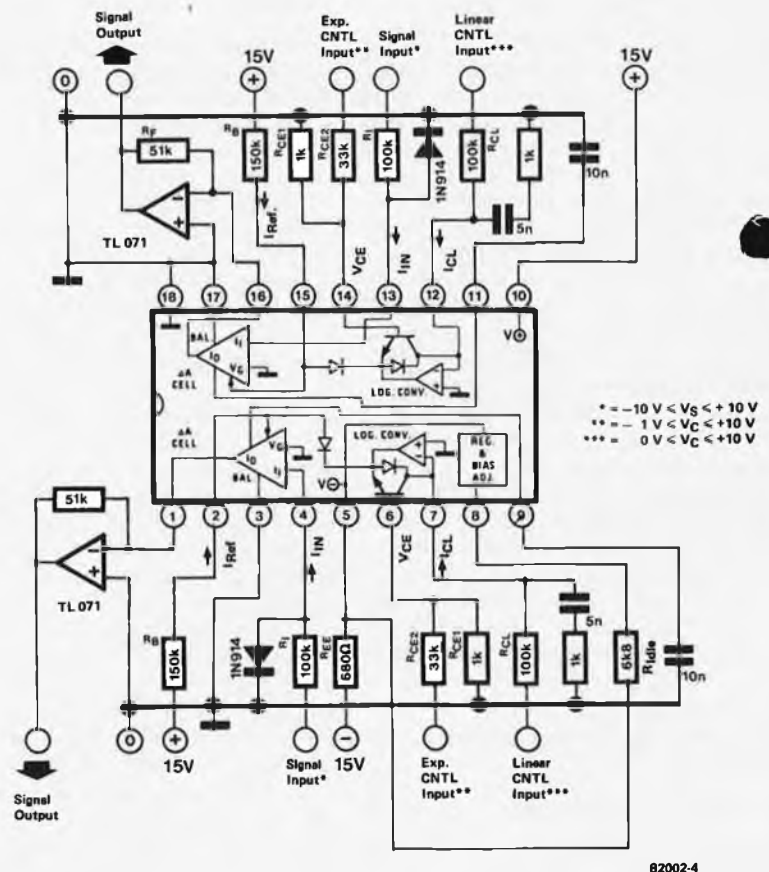 Signal
Output
Exp.
CNTL
Input**
Signal
Input*
Linear
CNTL
Input***
0
15V
+
15V
+
RF
51k
RB
150k
RCE1
1k
RCE2
33k
RI
100k
1N914
RCL
100k
1k
10n
5n
TL 071
IRef.
VCE
IIN
ICL
18
17
16
15
14
13
12
11
10
BAL
IO
II
VG
ΔA
CELL
LOG. CONV.
V+
ΔA
CELL
LOG. CONV.
VG
IO
II
BAL
V-
REG.
&
BIAS
ADJ.
* = -10 V ≤ VS ≤ + 10 V
** = - 1 V ≤ VC ≤ +10 V
*** = 0 V ≤ VC ≤ +10 V
1
2
3
4
5
6
7
8
9
51k
TL 071
IRef
IIN
VCE
ICL
RB
150k
1N914
RI
100k
REE
680Ω
RCE2
33k
RCE1
1k
RCL
100k
5n
1k
6k8
RIdle
10n
0
+
15V
-
15V
Signal
Output
Signal
Input*
Exp.
CNTL
Input**
Linear
CNTL
Input***
82002-4